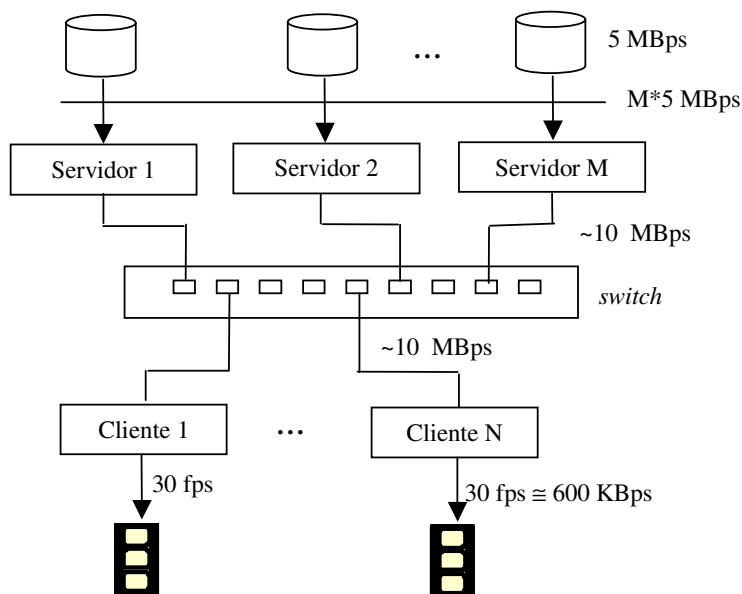 5 MBps
...
M*5 MBps
Servidor 1
Servidor 2
Servidor M
~10 MBps
switch
~10 MBps
Cliente 1
...
Cliente N
30 fps
30 fps ≅ 600 KBps